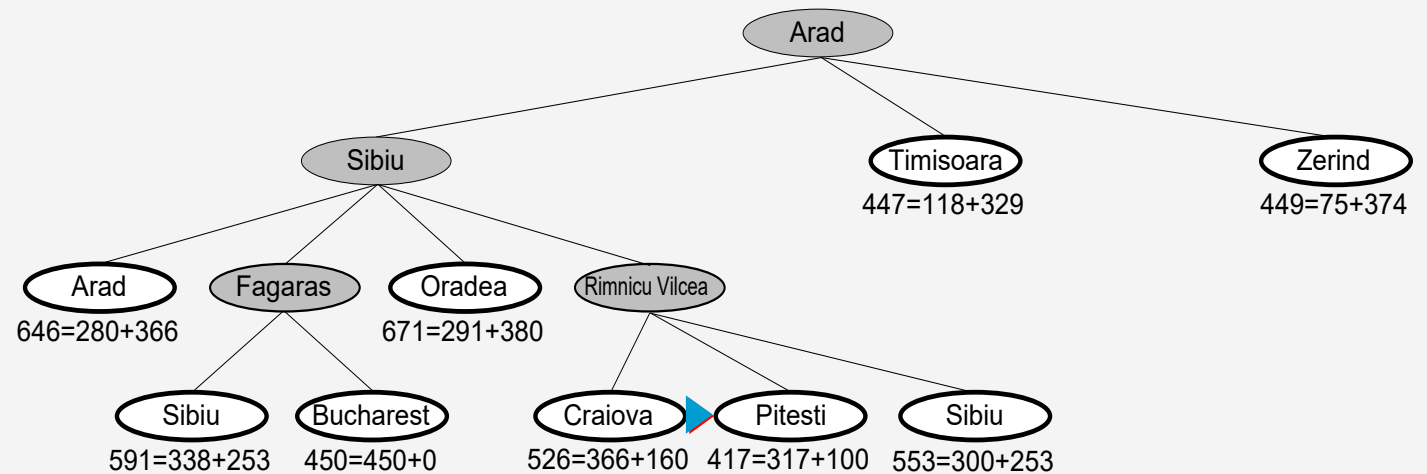 Arad
Sibiu
Timisoara
Zerind
447=118+329
449=75+374
Arad
Fagaras
Oradea
Rimnicu Vilcea
646=280+366
671=291+380
Sibiu
Bucharest
Craiova
Pitesti
Sibiu
591=338+253
450=450+0
526=366+160
417=317+100
553=300+253